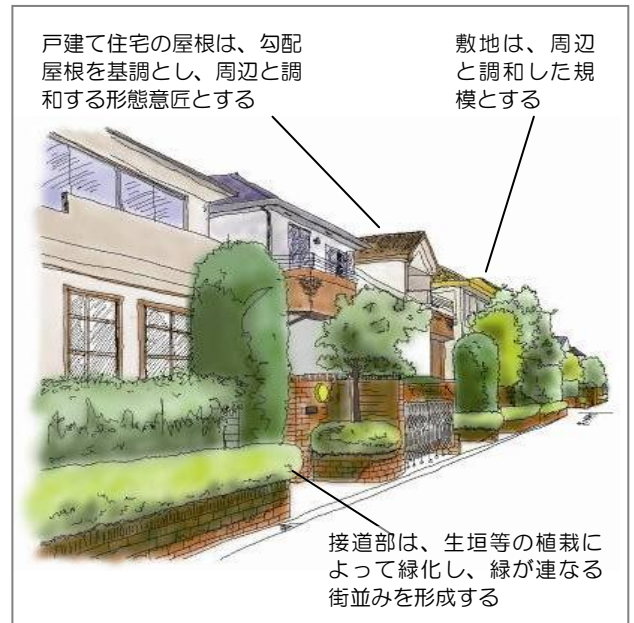 戸建て住宅の屋根は、勾配
屋根を基調とし、周辺と調
和する形態意匠とする
敷地は、周辺
と調和した規
模とする
接道部は、生垣等の植栽に
よって緑化し、緑が連なる
街並みを形成する